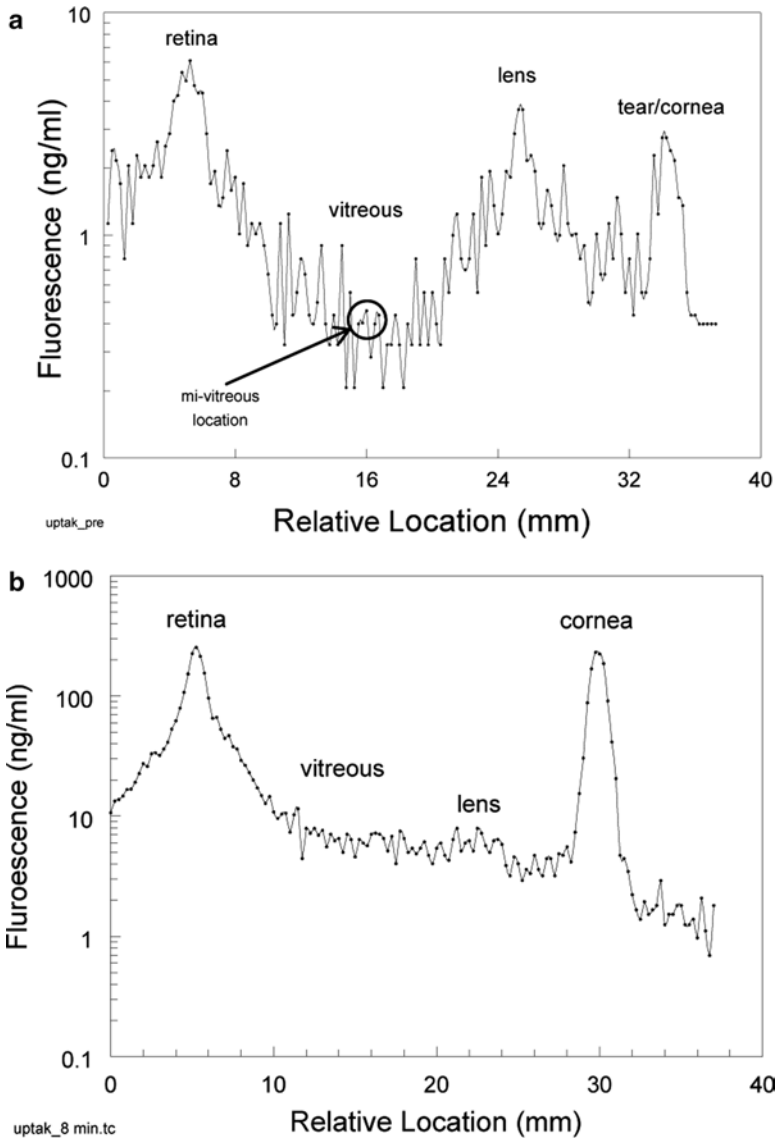 a
10
retina
lens
tear/cornea
Fluorescence (ng/ml)
vitreous
1
mi-vitreous
location
0.1
0 8 16 24 32 40
uptak_pre
Relative Location (mm)
b
1000
retina
cornea
100
Fluroescence (ng/ml)
vitreous
lens
10
1
0.1
0 10 20 30 40
uptak_8 min.tc
Relative Location (mm)